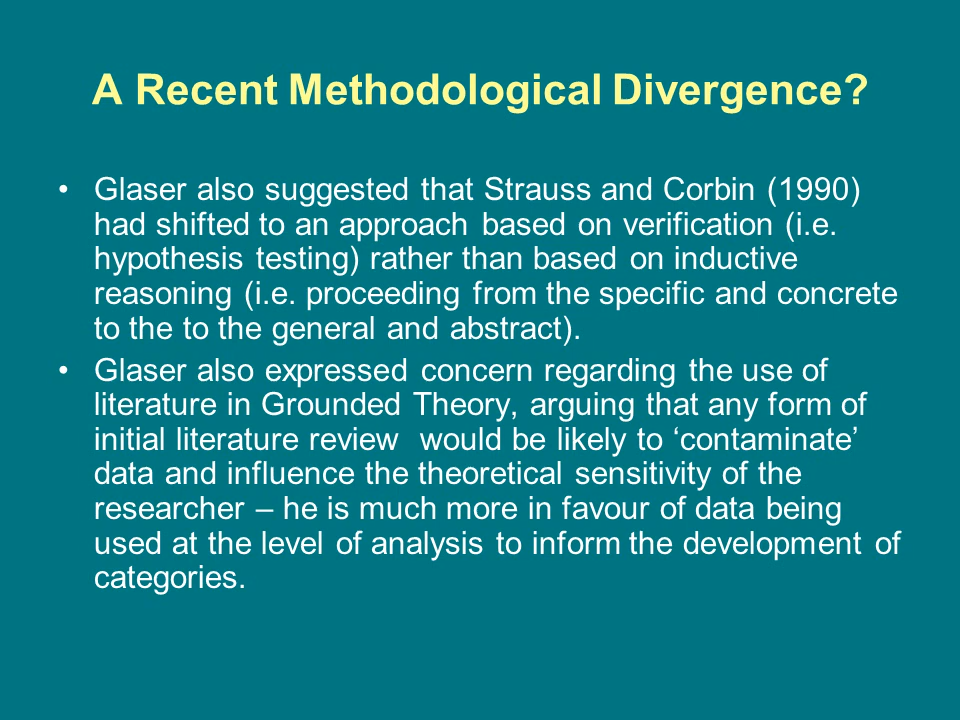 A Recent Methodological Divergence?
• Glaser also suggested that Strauss and Corbin (1990)
had shifted to an approach based on verification (i.e.
hypothesis testing) rather than based on inductive
reasoning (i.e. proceeding from the specific and concrete
to the to the general and abstract).
• Glaser also expressed concern regarding the use of
literature in Grounded Theory, arguing that any form of
initial literature review  would be likely to ‘contaminate’
data and influence the theoretical sensitivity of the
researcher – he is much more in favour of data being
used at the level of analysis to inform the development of
categories.